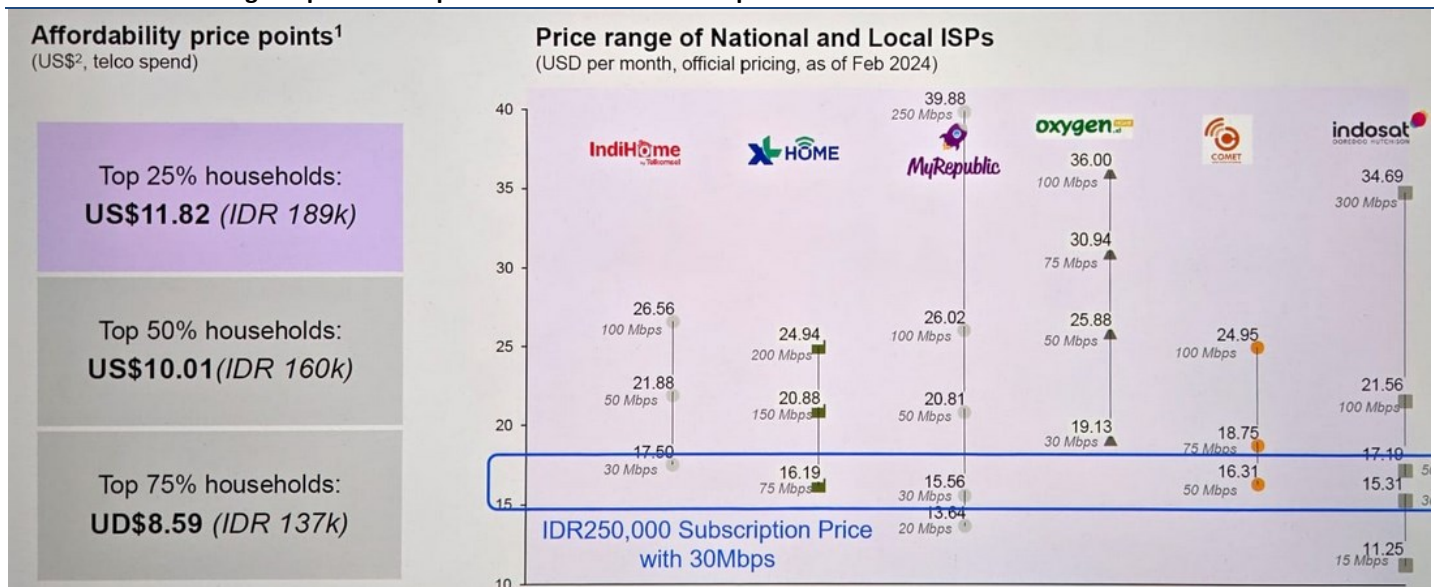 Affordability price points¹
(US$², telco spend)
Top 25% households:
US$11.82 (IDR 189k)
Top 50% households:
US$10.01(IDR 160k)
Top 75% households:
UD$8.59 (IDR 137k)
Price range of National and Local ISPs
(USD per month, official pricing, as of Feb 2024)
40
35
30
25
20
15
10
IndiHome
by Telkomsel
26.56
100 Mbps
21.88
50 Mbps
17.50
30 Mbps
XL HOME
24.94
200 Mbps
20.88
150 Mbps
16.19
75 Mbps
39.88
250 Mbps
MyRepublic
26.02
100 Mbps
20.81
50 Mbps
15.56
30 Mbps
13.64
20 Mbps
oxygen.id HOME
36.00
100 Mbps
30.94
75 Mbps
25.88
50 Mbps
19.13
30 Mbps
COMET
24.95
100 Mbps
18.75
75 Mbps
16.31
50 Mbps
indosat
OOREDOO HUTCHISON
34.69
300 Mbps
21.56
100 Mbps
17.19
15.31
11.25
15 Mbps
IDR250,000 Subscription Price
with 30Mbps